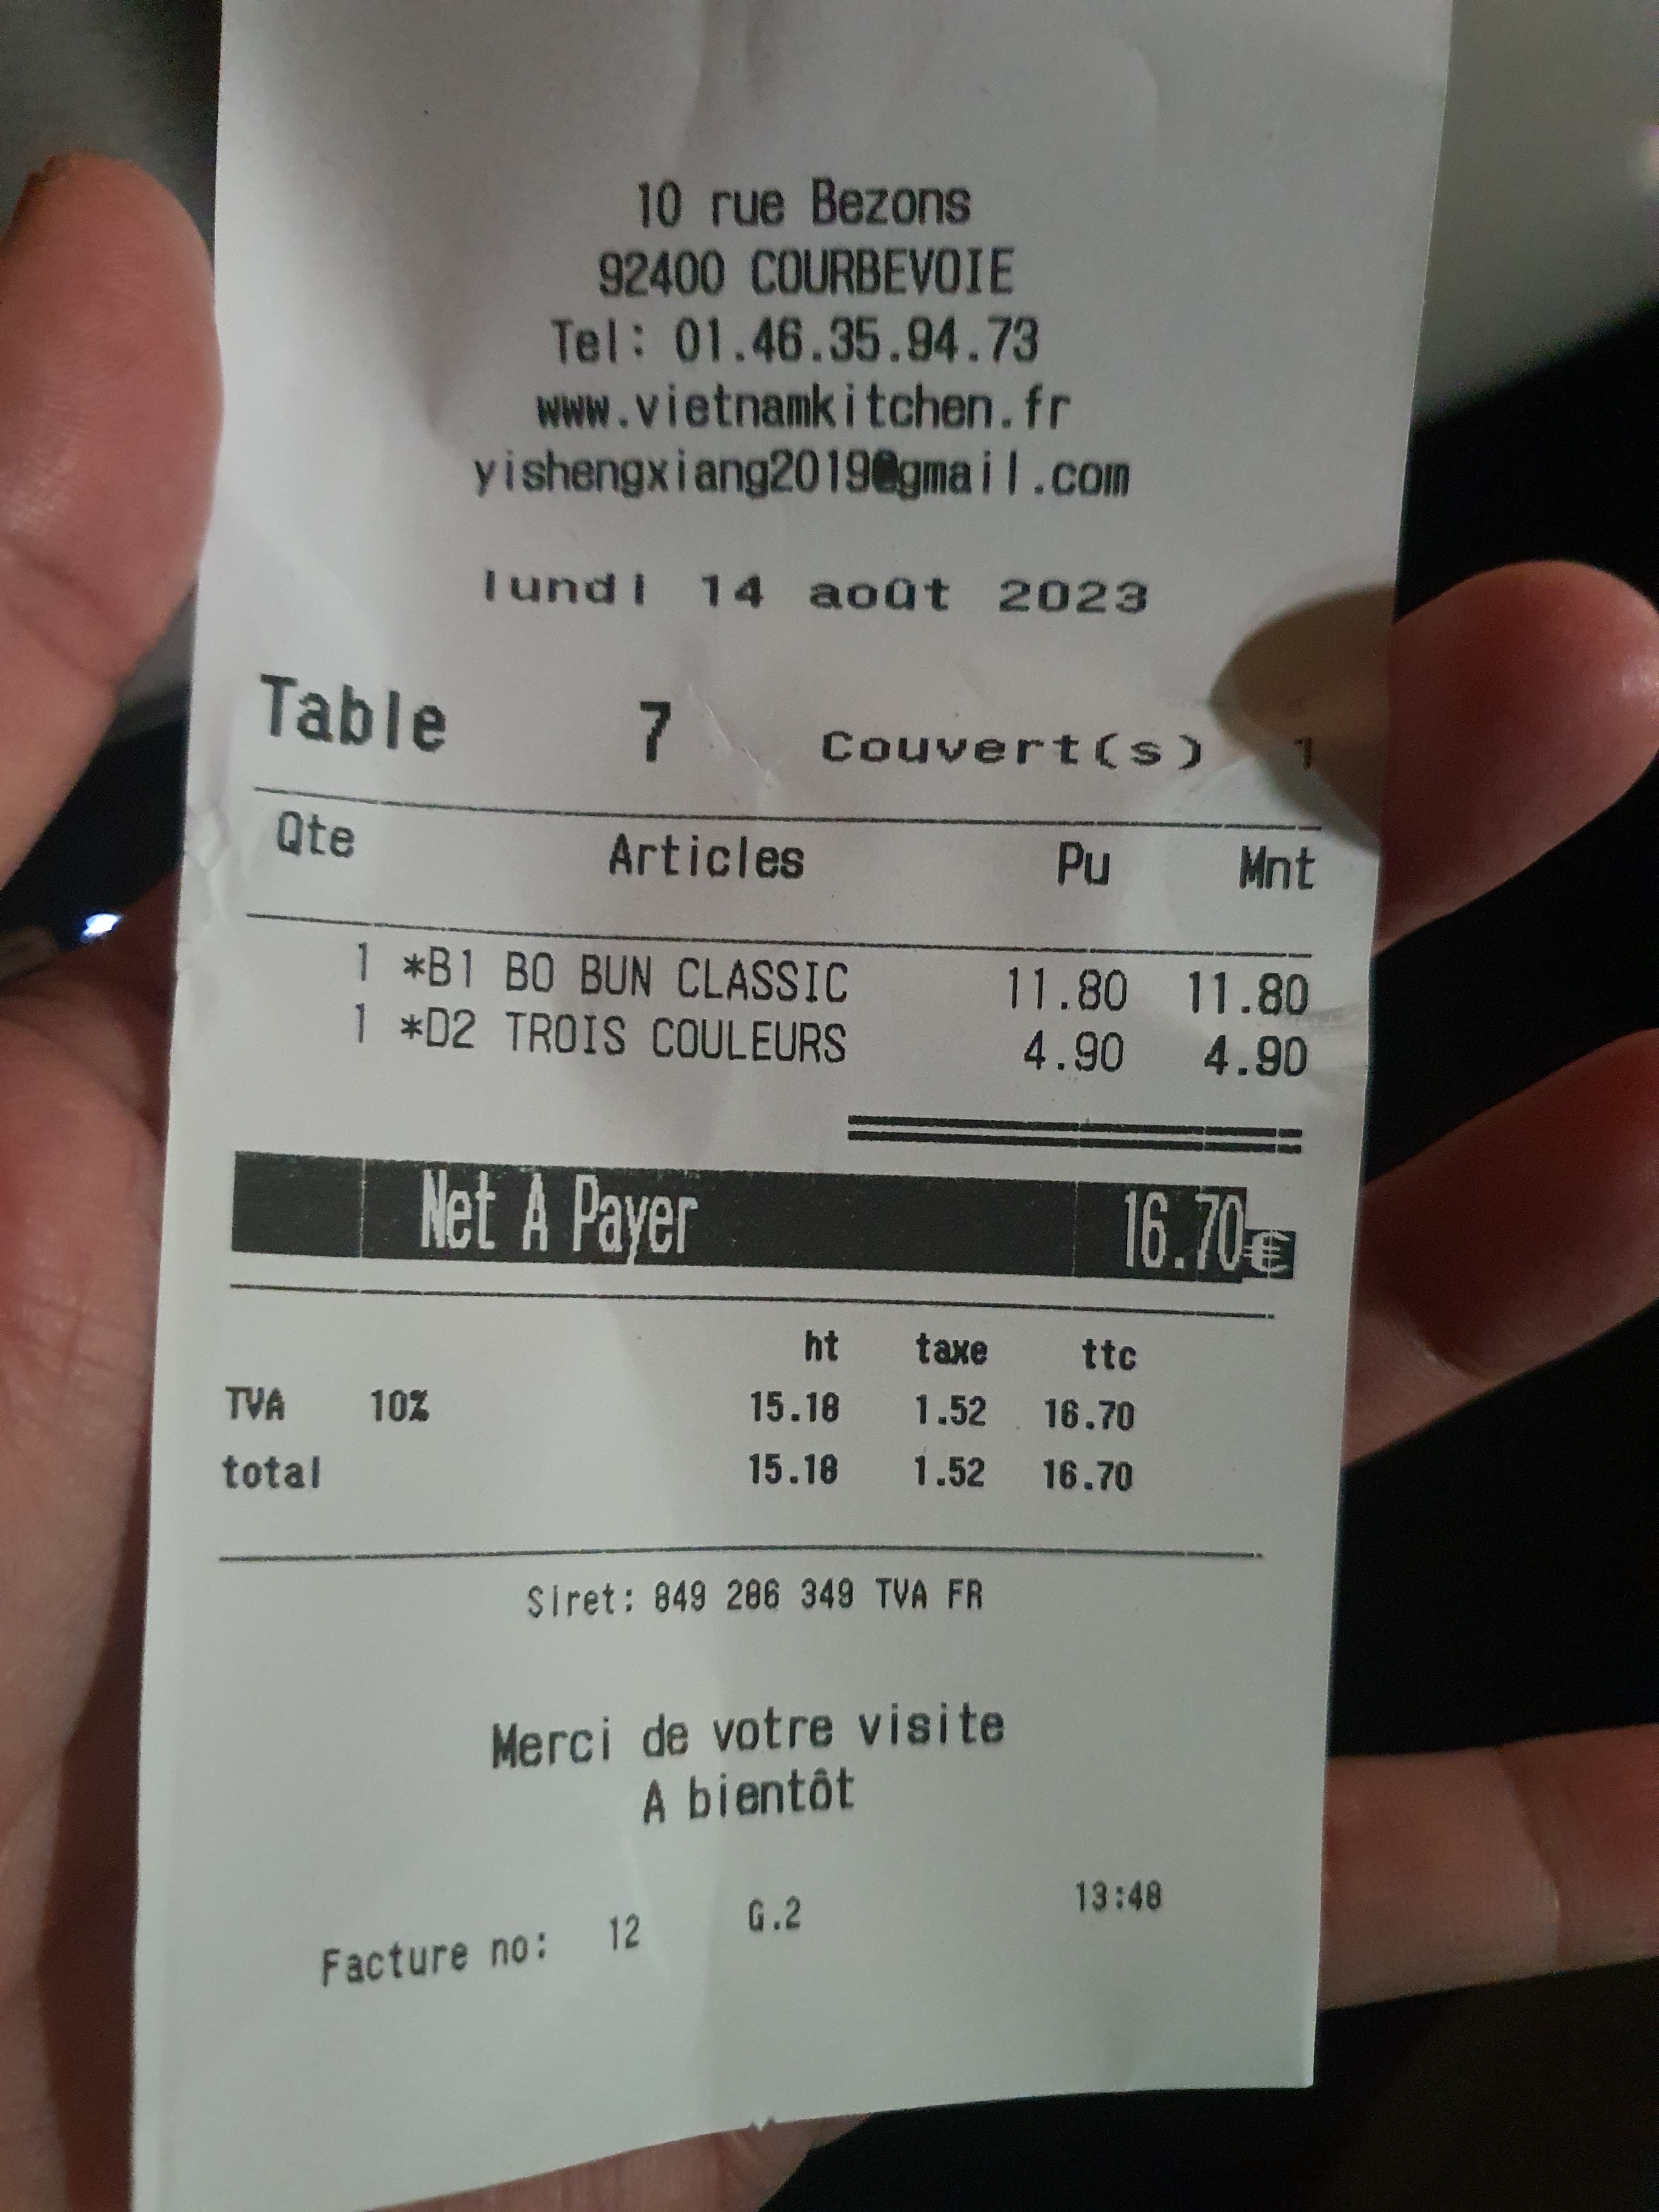 10 rue Bezons
92400 COURBEVOIE
Tel: 01.46.35.94.73
www.vietnamkitchen.fr
yishengxiang2019@gmail.com
lundi 14 août 2023
Table 7 Couvert(s) 1
Qte Articles Pu Mnt
1 *B1 BO BUN CLASSIC 11.80 11.80
1 *D2 TROIS COULEURS 4.90 4.90
Net A Payer 16.70€
ht taxe ttc
TVA 10% 15.18 1.52 16.70
total 15.18 1.52 16.70
Siret: 849 286 349 TVA FR
Merci de votre visite
A bientôt
Facture no: 12 G.2 13:48